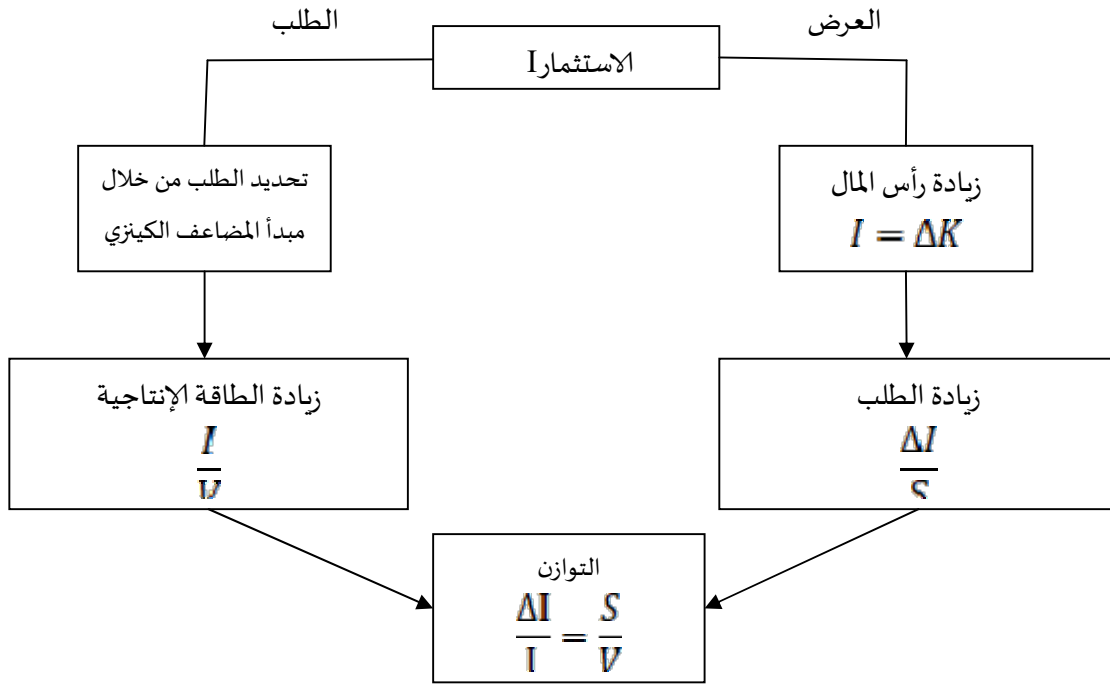 العرض
الطلب
الاستثمار I
زيادة رأس المال
I = ΔK
تحديد الطلب من خلال
مبدأ المضاعف الكينزي
زيادة الطلب
ΔI/S
زيادة الطاقة الإنتاجية
I/V
التوازن
ΔI/I = S/V